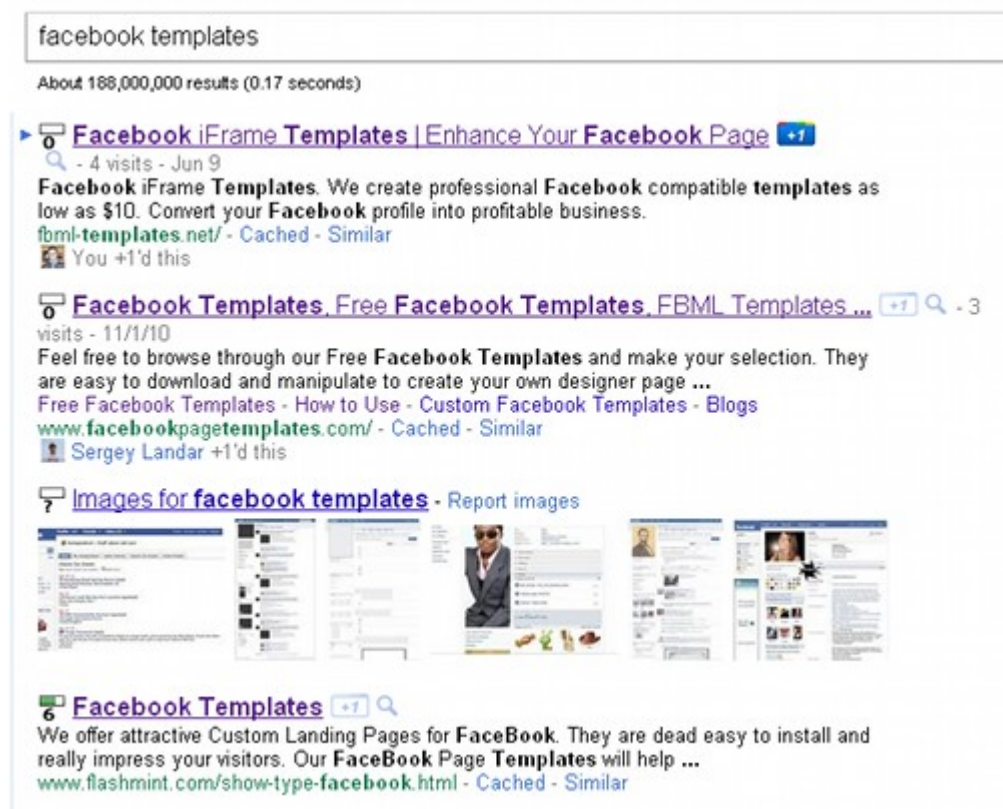 facebook templates
About 188,000,000 results (0.17 seconds)
0 Facebook iFrame Templates | Enhance Your Facebook Page +1
- 4 visits - Jun 9
Facebook iFrame Templates. We create professional Facebook compatible templates as
low as $10. Convert your Facebook profile into profitable business.
fbml-templates.net/ - Cached - Similar
You +1'd this
0 Facebook Templates, Free Facebook Templates, FBML Templates ... +1 - 3
visits - 11/1/10
Feel free to browse through our Free Facebook Templates and make your selection. They
are easy to download and manipulate to create your own designer page ...
Free Facebook Templates - How to Use - Custom Facebook Templates - Blogs
www.facebookpagetemplates.com/ - Cached - Similar
Sergey Landar +1'd this
? Images for facebook templates - Report images
6 Facebook Templates +1
We offer attractive Custom Landing Pages for FaceBook. They are dead easy to install and
really impress your visitors. Our FaceBook Page Templates will help ...
www.flashmint.com/show-type-facebook.html - Cached - Similar